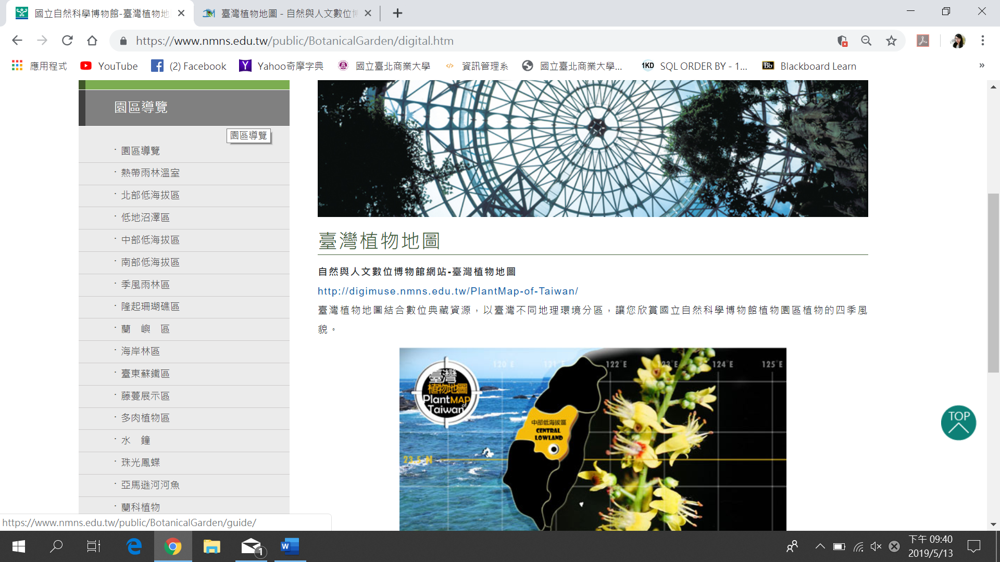 國立自然科學博物館-臺灣植物地
臺灣植物地圖 - 自然與人文數位
https://www.nmns.edu.tw/public/BotanicalGarden/digital.htm
應用程式
YouTube
(2) Facebook
Yahoo奇摩字典
國立臺北商業大學
資訊管理系
國立臺北商業大學...
1KD
SQL ORDER BY - 1...
Bb
Blackboard Learn
»
園區導覽
園區導覽
· 園區導覽
· 熱帶雨林溫室
· 北部低海拔區
· 低地沼澤區
· 中部低海拔區
· 南部低海拔區
· 季風雨林區
· 隆起珊瑚礁區
· 蘭 嶼 區
· 海岸林區
· 臺東蘇鐵區
· 藤蔓展示區
· 多肉植物區
· 水 鐘
· 珠光鳳蝶
· 亞馬遜河河魚
· 蘭科植物
臺灣植物地圖
自然與人文數位博物館網站-臺灣植物地圖
http://digimuse.nmns.edu.tw/PlantMap-of-Taiwan/
臺灣植物地圖結合數位典藏資源，以臺灣不同地理環境分區，讓您欣賞國立自然科學博物館植物園區植物的四季風
貌。
120°E 121°E 122°E 123°E 124°E 125°E
臺灣
植物地圖
PlantMAP
of
Taiwan
中部低海拔區
CENTRAL
LOWLAND
23.5 N
TOP
https://www.nmns.edu.tw/public/BotanicalGarden/guide/
1
下午 09:40
2019/5/13